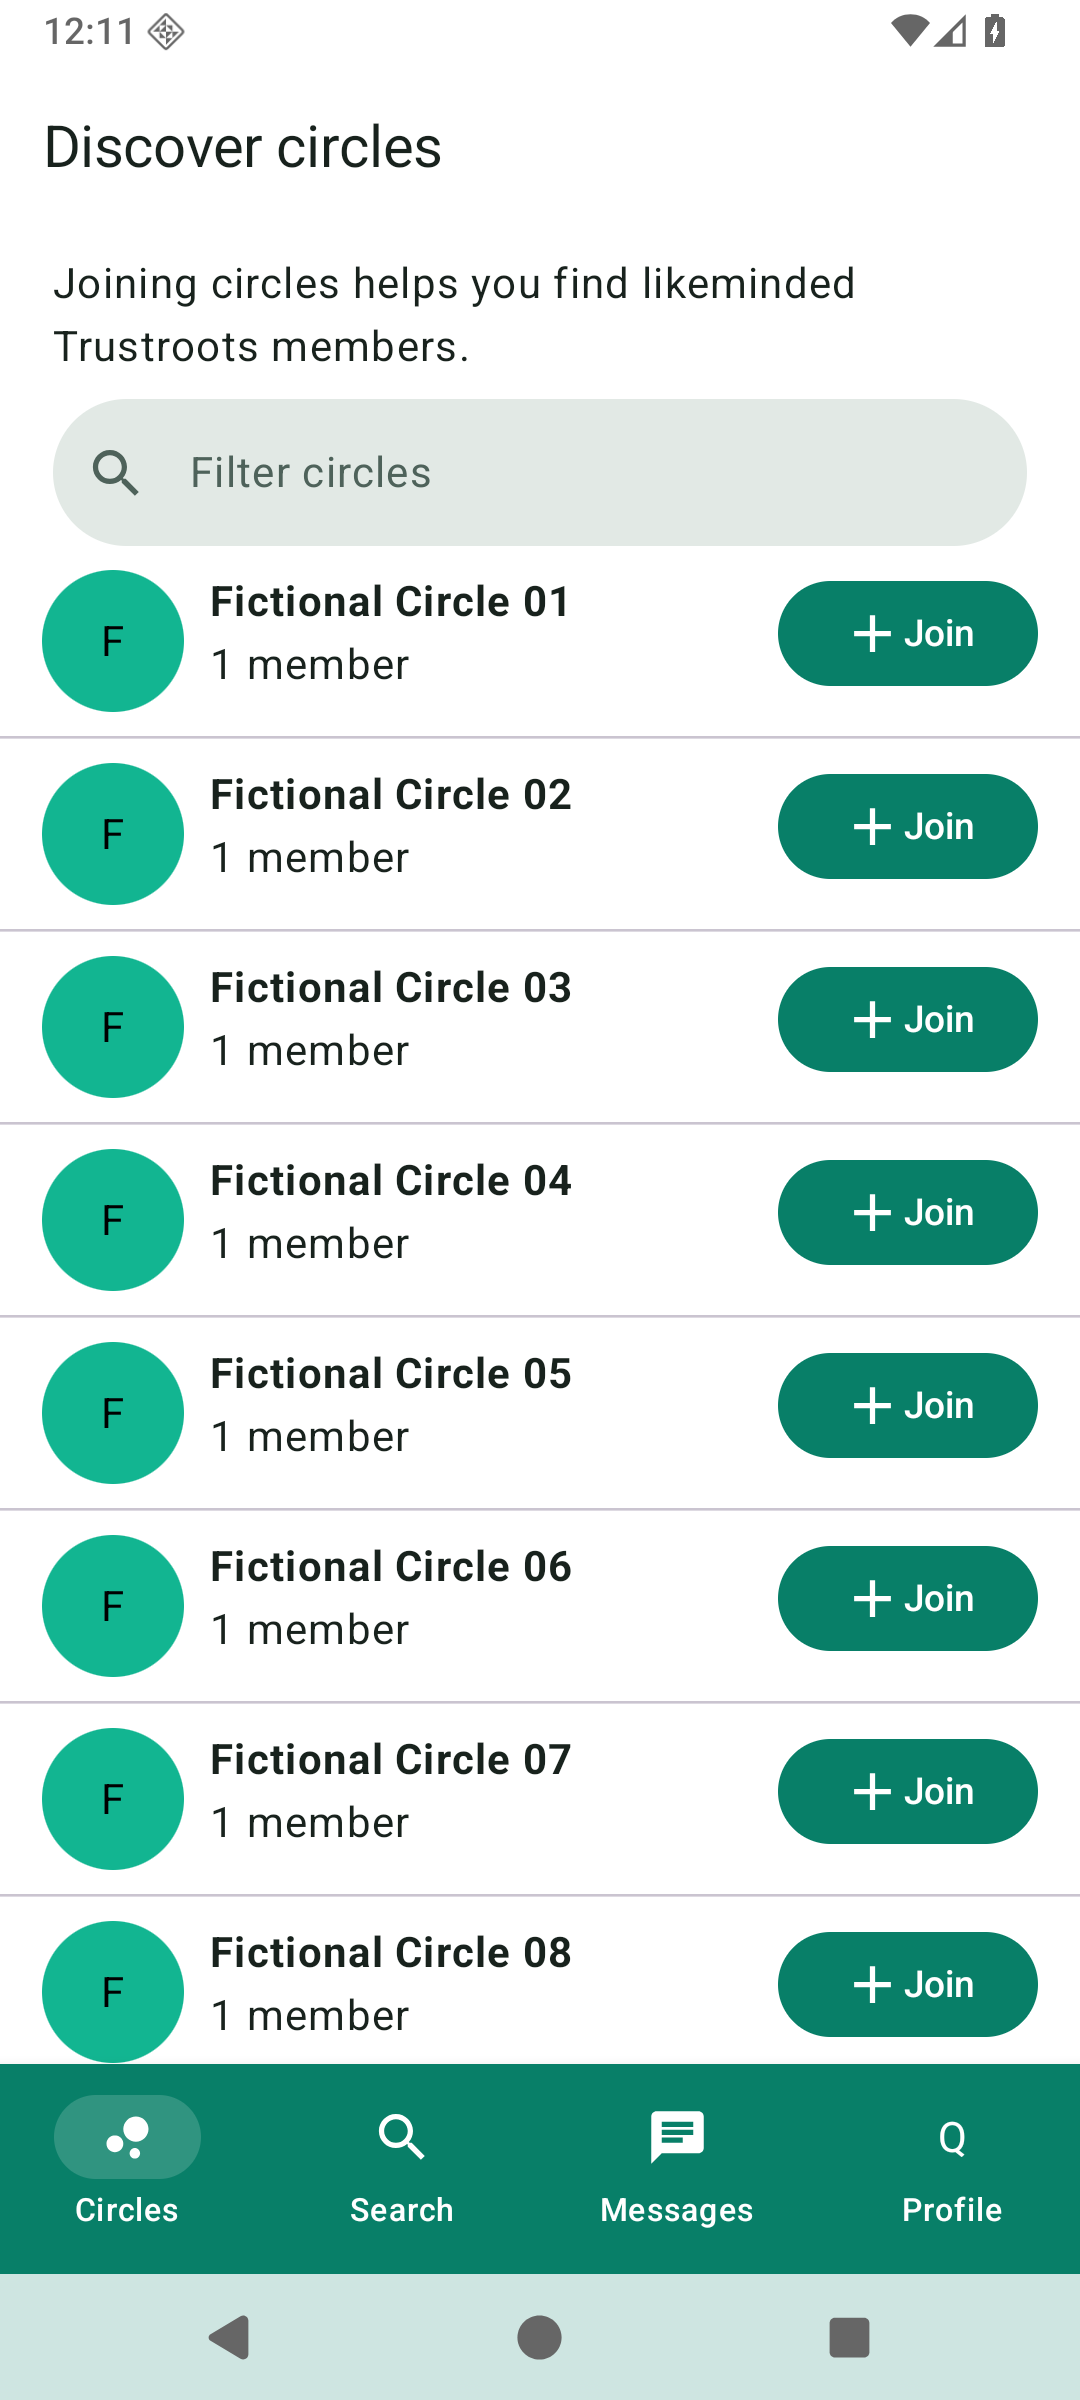 12:11
Discover circles
Joining circles helps you find likeminded
Trustroots members.
Filter circles
F
Fictional Circle 01
1 member
Join
F
Fictional Circle 02
1 member
Join
F
Fictional Circle 03
1 member
Join
F
Fictional Circle 04
1 member
Join
F
Fictional Circle 05
1 member
Join
F
Fictional Circle 06
1 member
Join
F
Fictional Circle 07
1 member
Join
F
Fictional Circle 08
1 member
Join
Q
Circles
Search
Messages
Profile